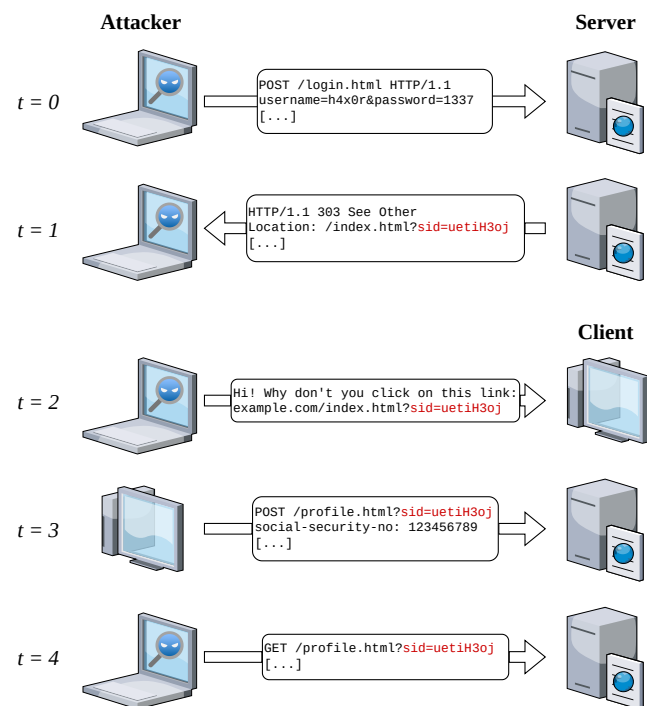 Attacker
Server
t = 0
POST /login.html HTTP/1.1
username=h4x0r&password=1337
[...]
t = 1
HTTP/1.1 303 See Other
Location: /index.html?sid=uetiH3oj
[...]
Client
t = 2
Hi! Why don't you click on this link:
example.com/index.html?sid=uetiH3oj
t = 3
POST /profile.html?sid=uetiH3oj
social-security-no: 123456789
[...]
t = 4
GET /profile.html?sid=uetiH3oj
[...]